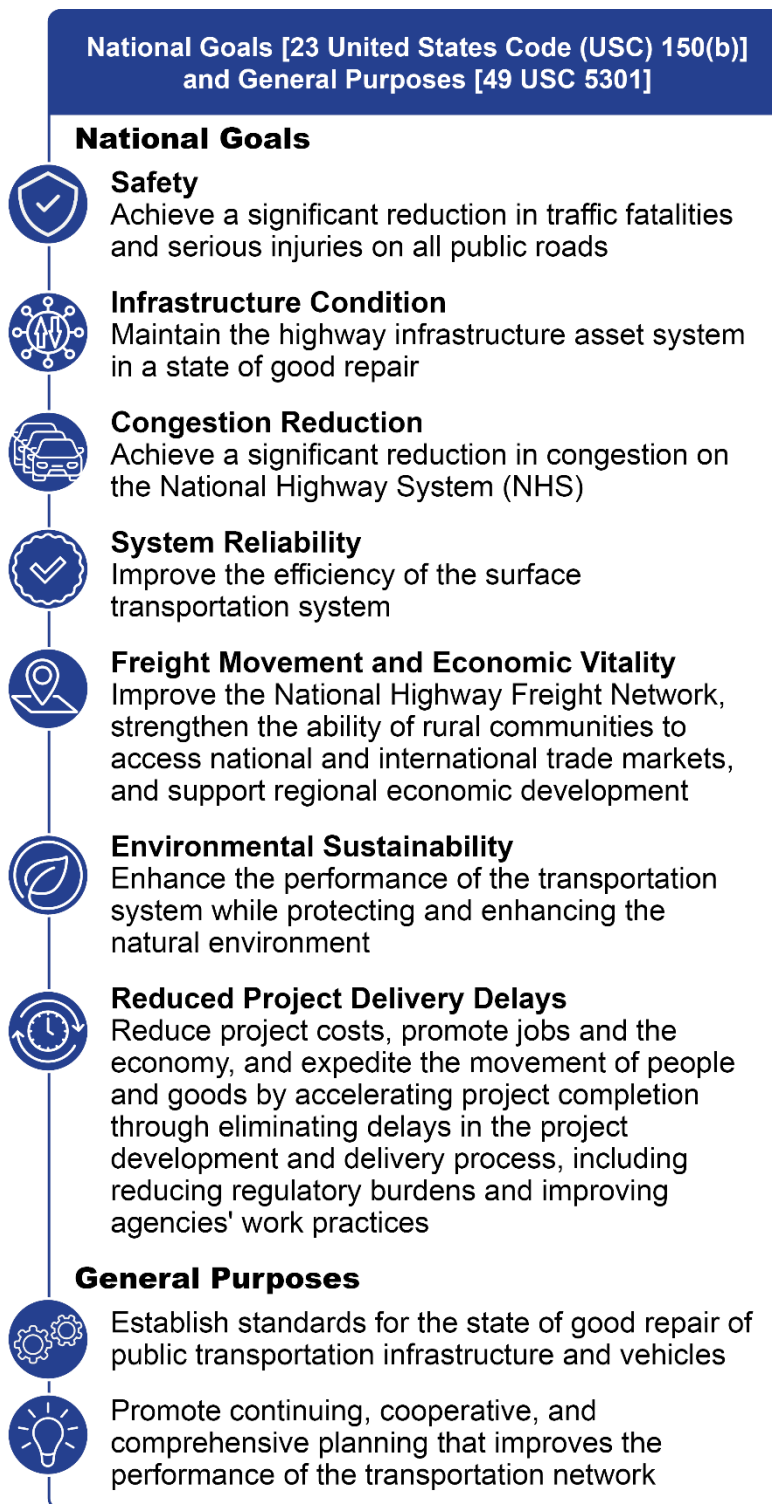 National Goals [23 United States Code (USC) 150(b)]
and General Purposes [49 USC 5301]
National Goals
Safety
Achieve a significant reduction in traffic fatalities
and serious injuries on all public roads
Infrastructure Condition
Maintain the highway infrastructure asset system
in a state of good repair
Congestion Reduction
Achieve a significant reduction in congestion on
the National Highway System (NHS)
System Reliability
Improve the efficiency of the surface
transportation system
Freight Movement and Economic Vitality
Improve the National Highway Freight Network,
strengthen the ability of rural communities to
access national and international trade markets,
and support regional economic development
Environmental Sustainability
Enhance the performance of the transportation
system while protecting and enhancing the
natural environment
Reduced Project Delivery Delays
Reduce project costs, promote jobs and the
economy, and expedite the movement of people
and goods by accelerating project completion
through eliminating delays in the project
development and delivery process, including
reducing regulatory burdens and improving
agencies' work practices
General Purposes
Establish standards for the state of good repair of
public transportation infrastructure and vehicles
Promote continuing, cooperative, and
comprehensive planning that improves the
performance of the transportation network